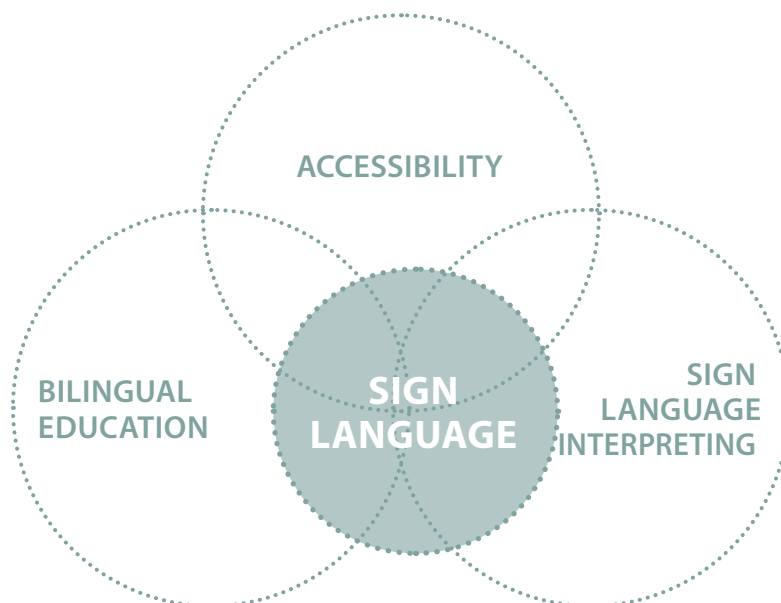 ACCESSIBILITY
BILINGUAL
EDUCATION
SIGN
LANGUAGE
SIGN
LANGUAGE
INTERPRETING